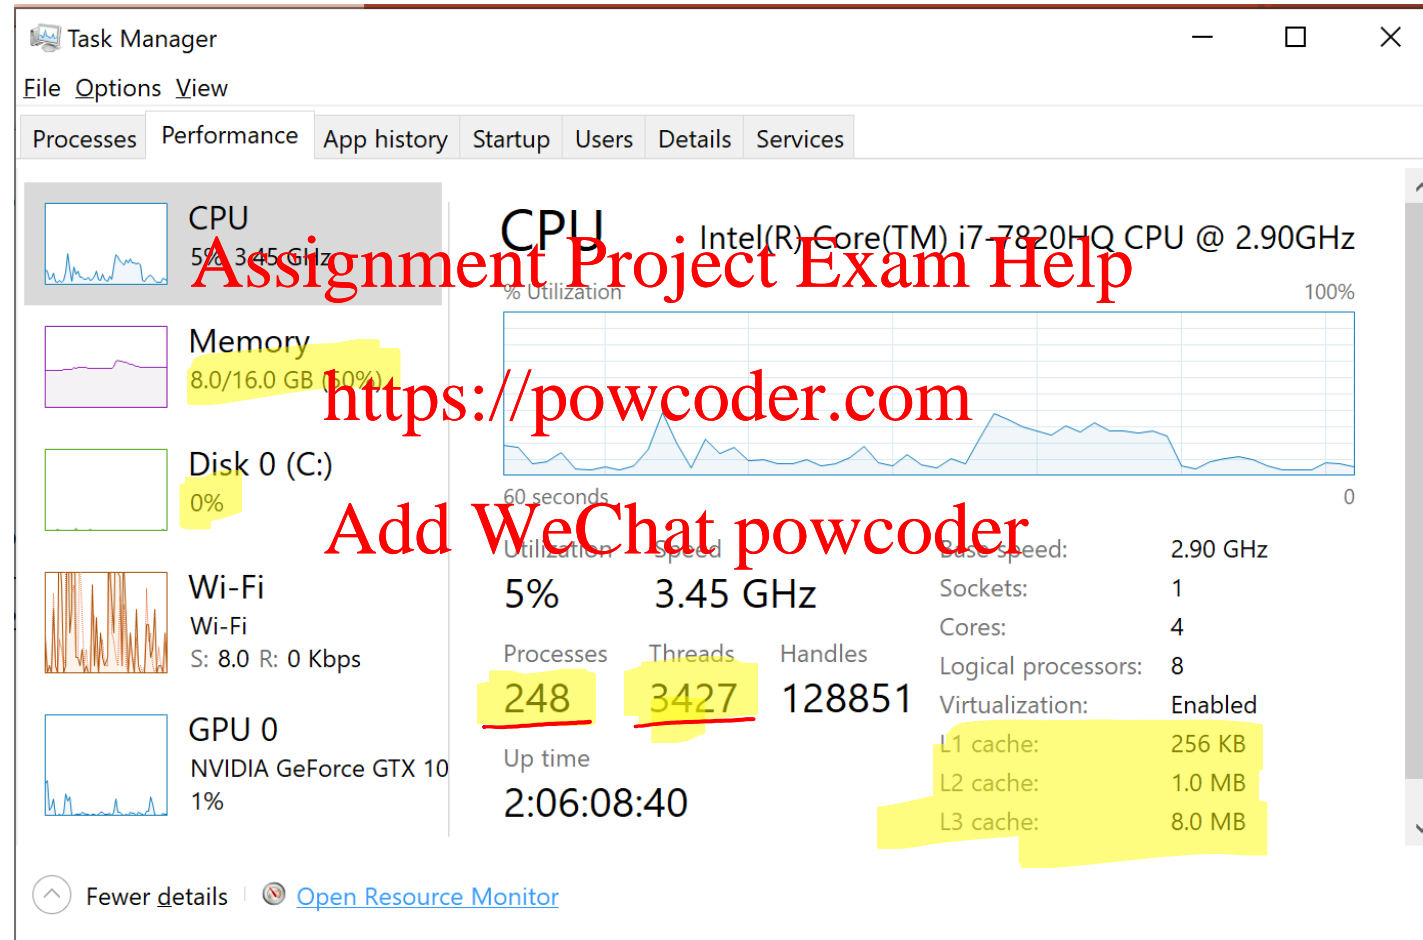 Task Manager
File Options View
Processes Performance App history Startup Users Details Services
CPU
5% 3.45 GHz
Memory
8.0/16.0 GB (50%)
Disk 0 (C:)
0%
Wi-Fi
Wi-Fi
S: 8.0 R: 0 Kbps
GPU 0
NVIDIA GeForce GTX 10
1%
CPU Intel(R) Core(TM) i7-7820HQ CPU @ 2.90GHz
Assignment Project Exam Help
% Utilization 100%
https://powcoder.com
60 seconds 0
Add WeChat powcoder
Utilization Speed
5% 3.45 GHz
Processes Threads Handles
248 3427 128851
Up time
2:06:08:40
Base speed: 2.90 GHz
Sockets: 1
Cores: 4
Logical processors: 8
Virtualization: Enabled
L1 cache: 256 KB
L2 cache: 1.0 MB
L3 cache: 8.0 MB
Fewer details Open Resource Monitor